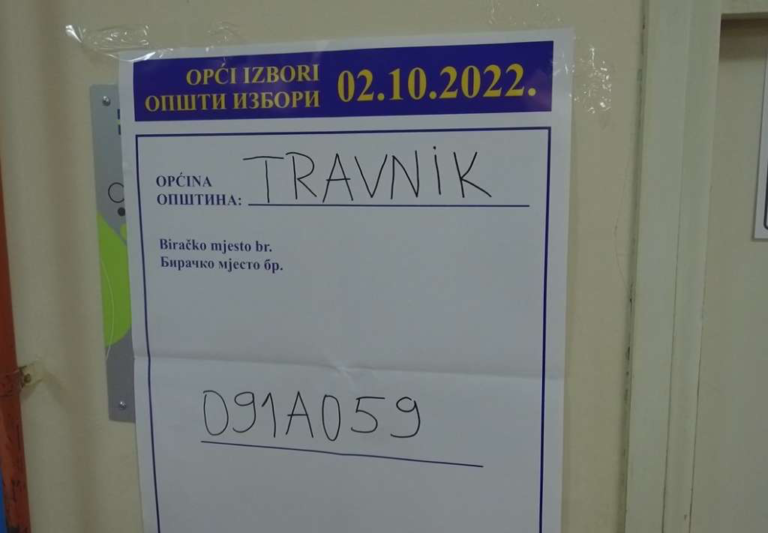 OPĆI IZBORI
ОПШТИ ИЗБОРИ
02.10.2022.
OPĆINA
ОПШТИНА:
TRAVNiK
Biračko mjesto br.
Бирачко мјесто бр.
091A059